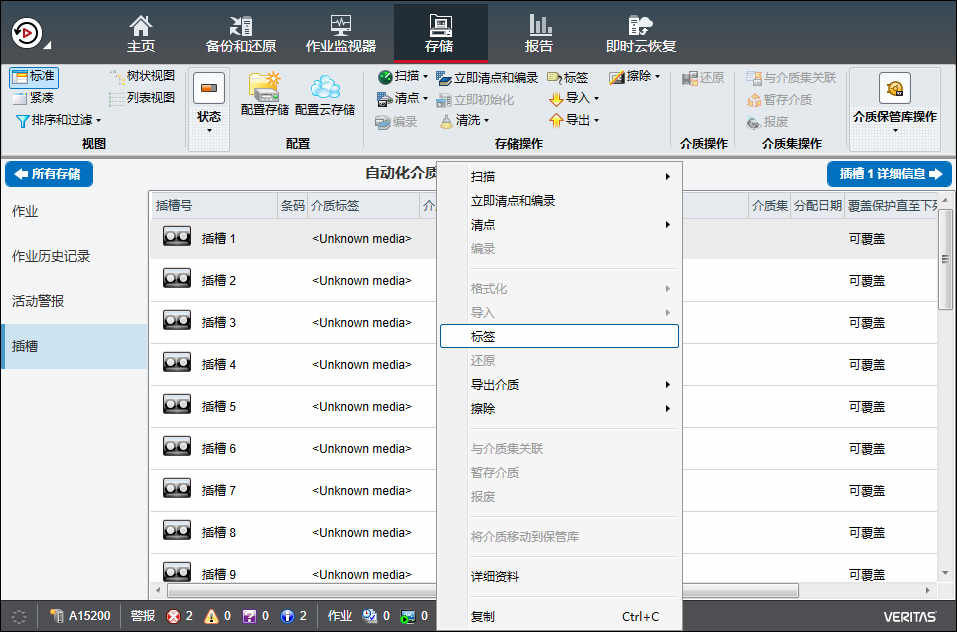 主页 备份和还原 作业监视器 存储 报告 即时云恢复
标准 树状视图 扫描 立即清点和编录 标签 擦除 还原 与介质集关联
紧凑 列表视图 清点 立即初始化 导入 暂存介质
排序和过滤 状态 配置存储 配置云存储 编录 清洗 导出 报废 介质保管库操作
视图 配置 存储操作 介质操作 介质集操作
所有存储 自动化介质 插槽 1 详细信息
作业
作业历史记录
活动警报
插槽
插槽号 条码 介质标签 介 介质集 分配日期 覆盖保护直至下列
插槽 1 <Unknown media> 可覆盖
插槽 2 <Unknown media> 可覆盖
插槽 3 <Unknown media> 可覆盖
插槽 4 <Unknown media> 可覆盖
插槽 5 <Unknown media> 可覆盖
插槽 6 <Unknown media> 可覆盖
插槽 7 <Unknown media> 可覆盖
插槽 8 <Unknown media> 可覆盖
插槽 9 <Unknown media> 可覆盖
扫描
立即清点和编录
清点
编录
格式化
导入
标签
还原
导出介质
擦除
与介质集关联
暂存介质
报废
将介质移动到保管库
详细资料
复制 Ctrl+C
A15200 警报 2 0 0 2 作业 0 0 VERITAS